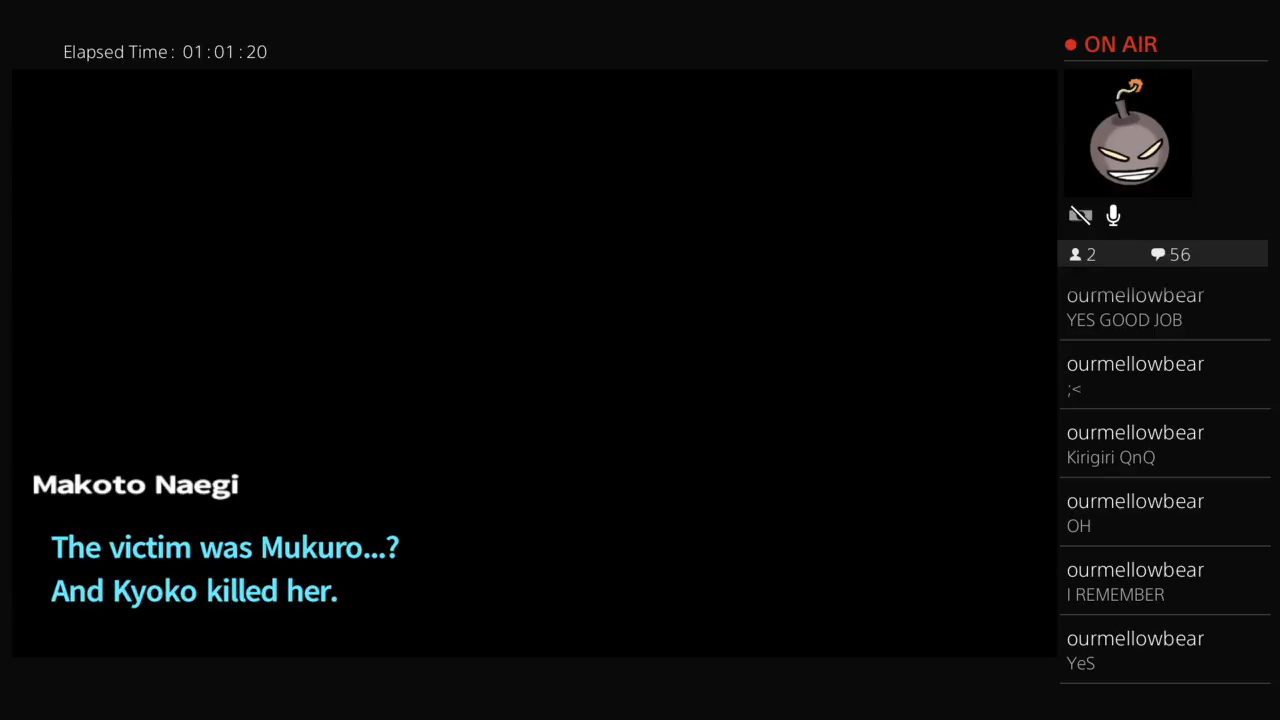 Elapsed Time: 01:01:20
ON AIR
2
56
ourmellowbear
YES GOOD JOB
ourmellowbear
;<
ourmellowbear
Kirigiri QnQ
ourmellowbear
OH
ourmellowbear
I REMEMBER
ourmellowbear
YeS
Makoto Naegi
The victim was Mukuro...?
And Kyoko killed her.